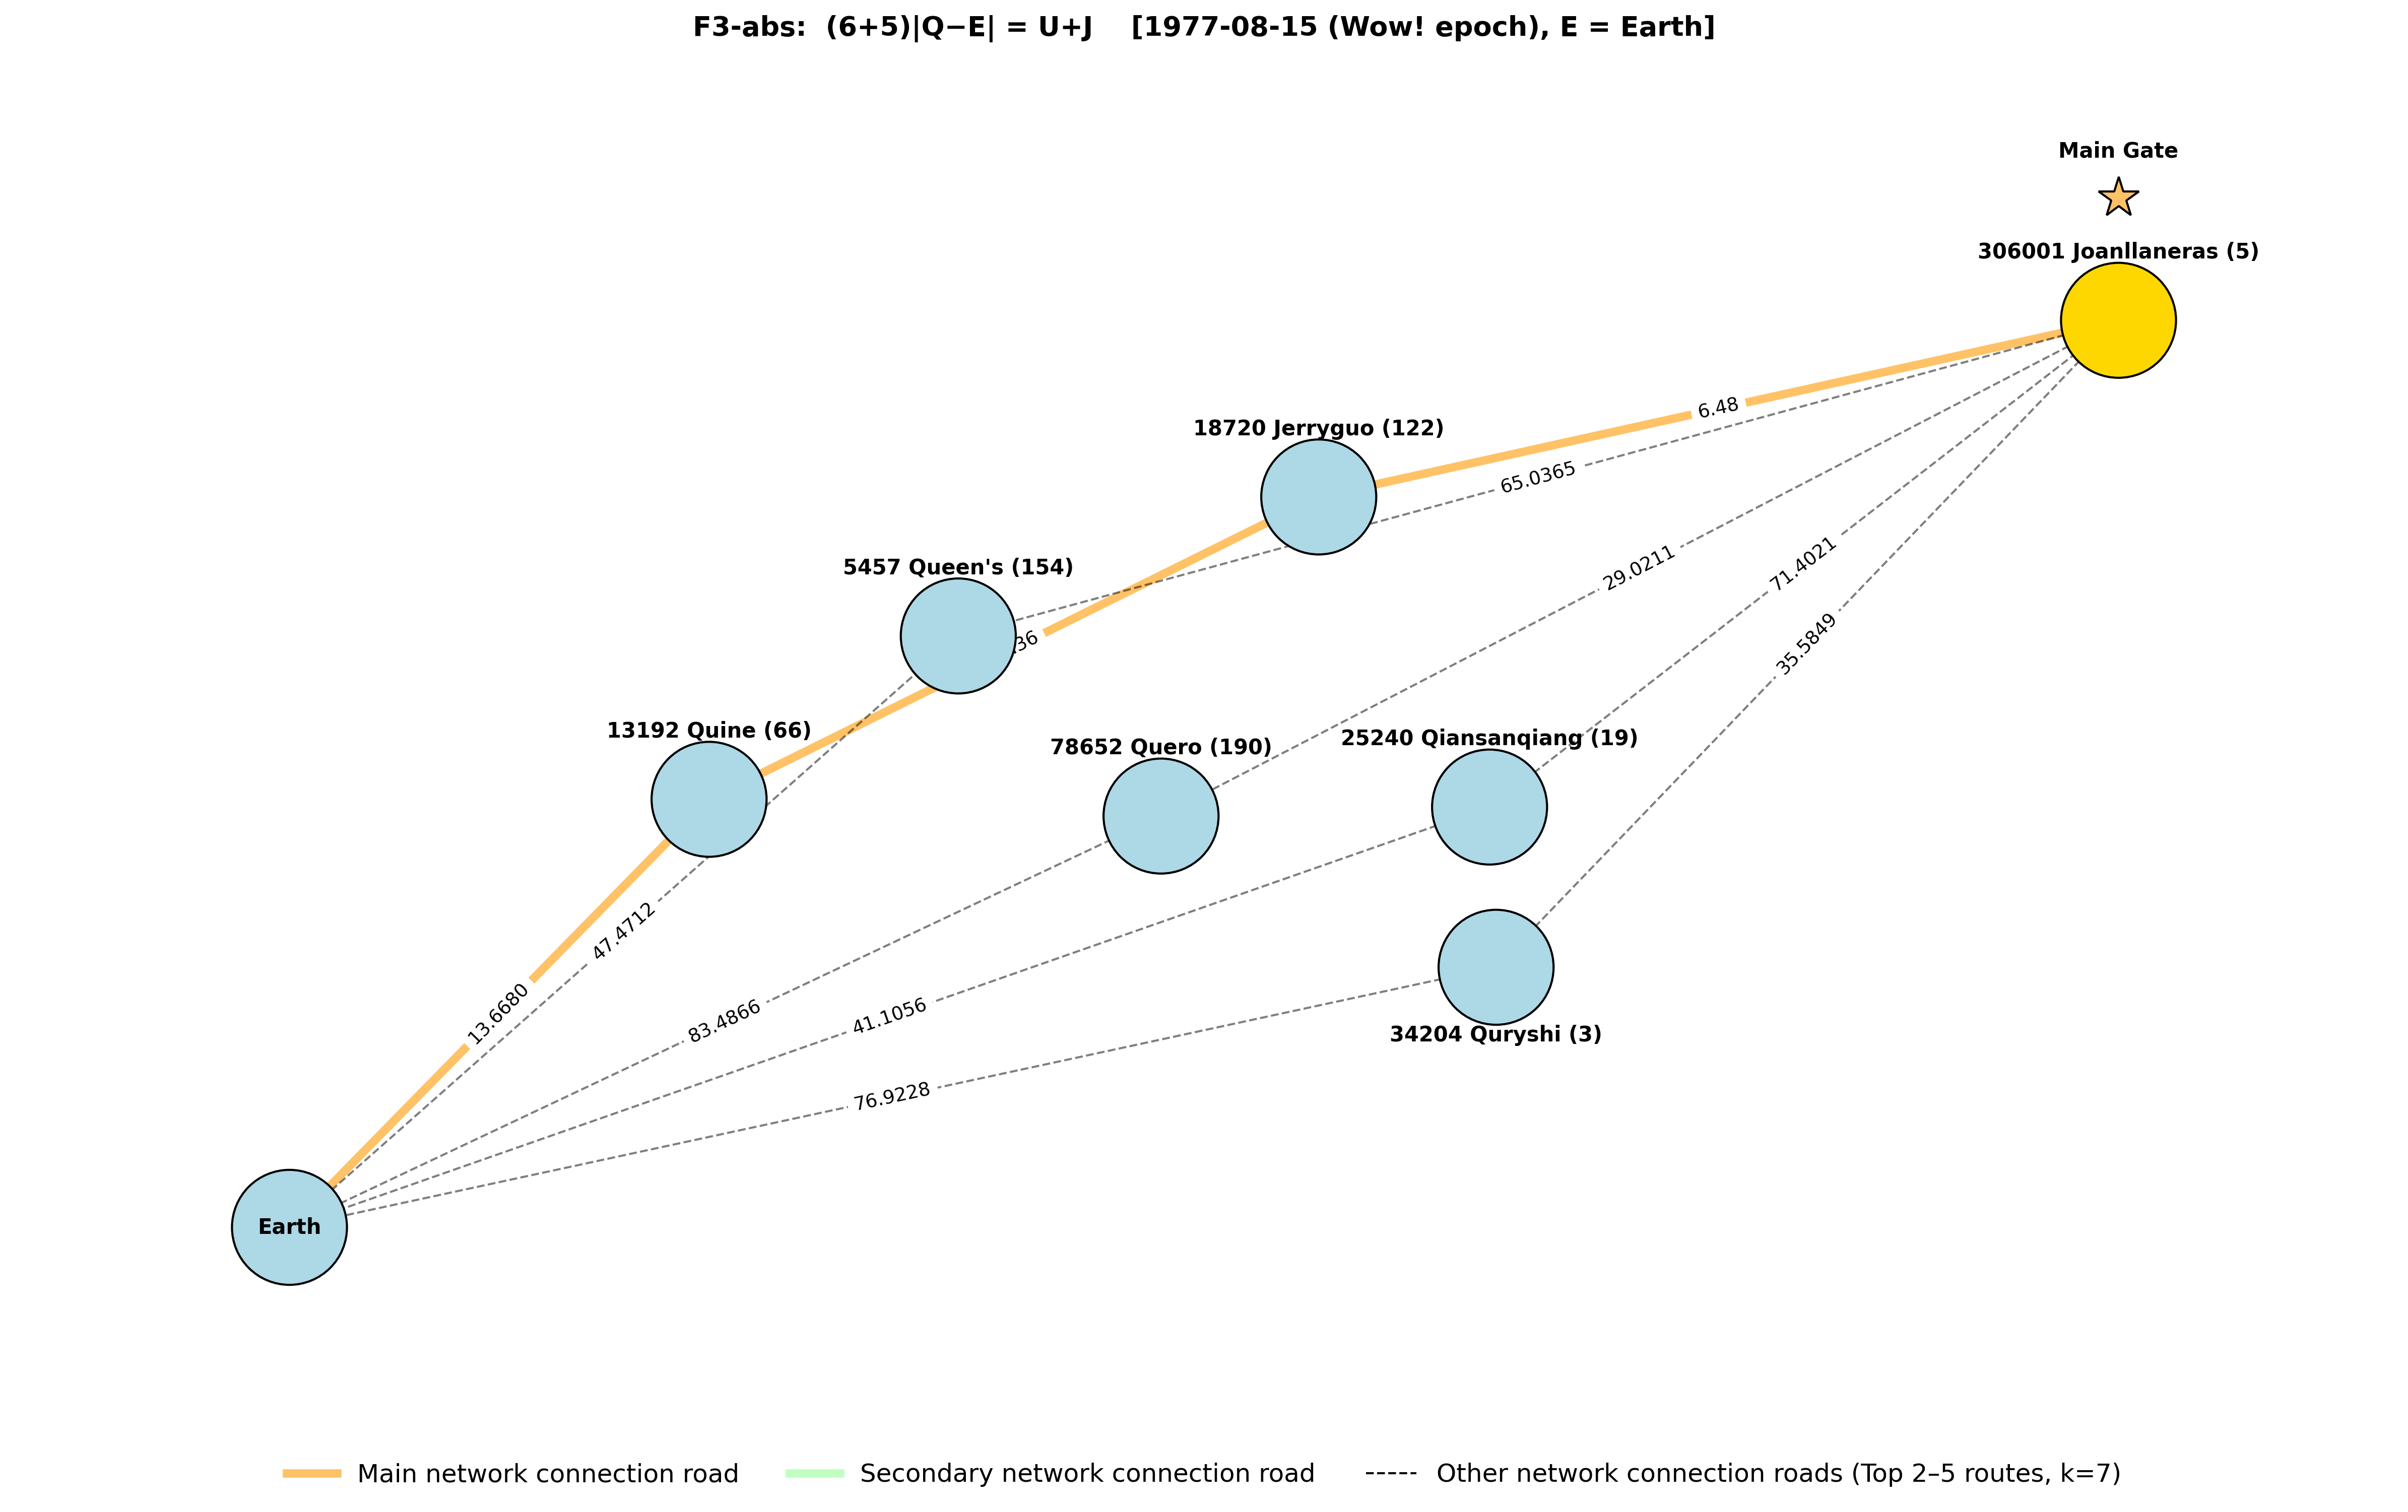 F3-abs:  (6+5)|Q−E| = U+J    [1977-08-15 (Wow! epoch), E = Earth]
Main Gate
306001 Joanllaneras (5)
18720 Jerryguo (122)
6.48
65.0365
5457 Queen's (154)
29.0211
71.4021
36
35.5849
13192 Quine (66)
78652 Quero (190)
25240 Qiansanqiang (19)
47.4712
13.6680
83.4866
41.1056
34204 Quryshi (3)
76.9228
Earth
Main network connection road
Secondary network connection road
Other network connection roads (Top 2–5 routes, k=7)